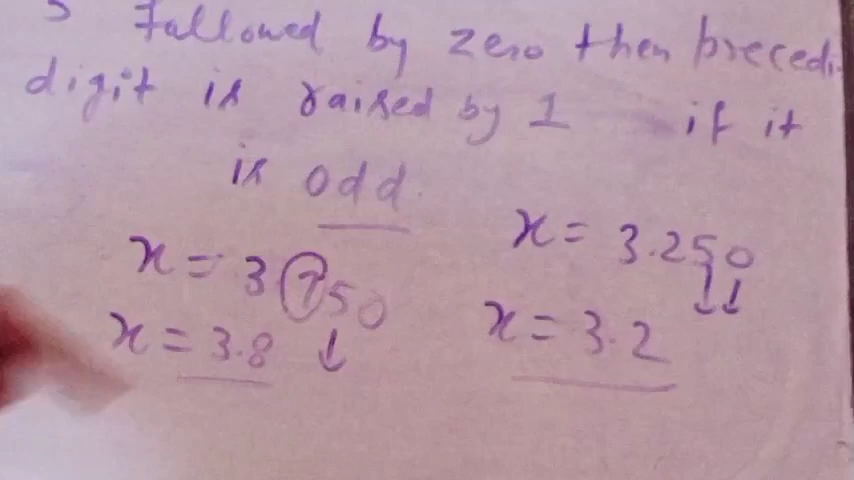 5 Followed by zero then precedi
digit is raised by 1 if it
is odd.
x = 3.750
x = 3.8
x = 3.250
x = 3.2